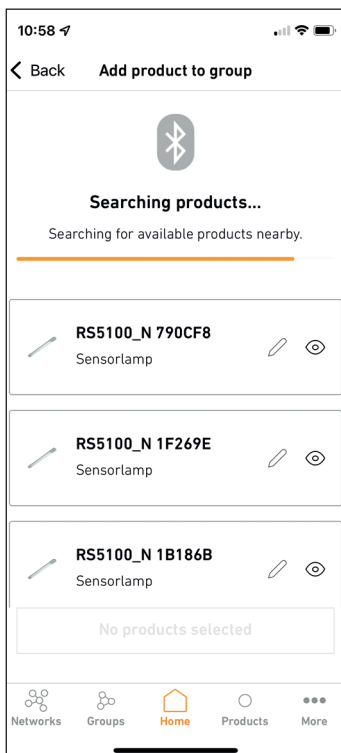 10:58
Back Add product to group
Searching products...
Searching for available products nearby.
RS5100_N 790CF8
Sensorlamp
RS5100_N 1F269E
Sensorlamp
RS5100_N 1B186B
Sensorlamp
No products selected
Networks Groups Home Products More